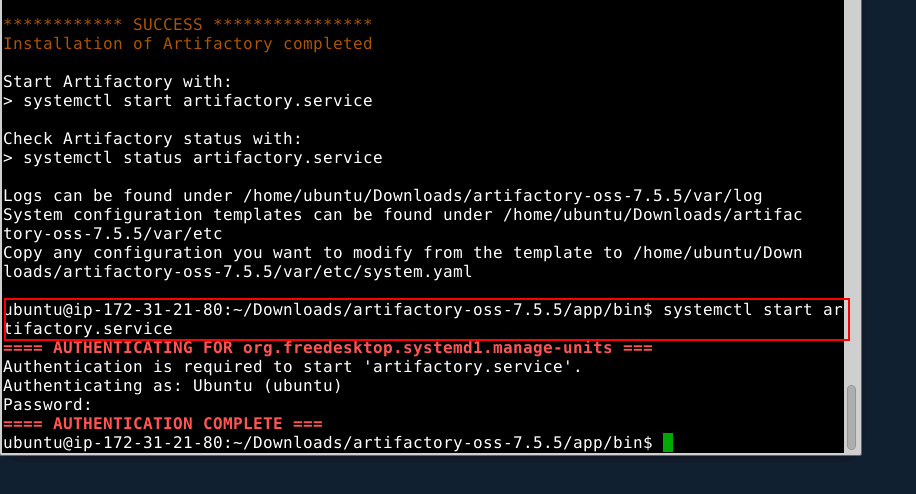 ************ SUCCESS ****************
Installation of Artifactory completed
Start Artifactory with:
> systemctl start artifactory.service
Check Artifactory status with:
> systemctl status artifactory.service
Logs can be found under /home/ubuntu/Downloads/artifactory-oss-7.5.5/var/log
System configuration templates can be found under /home/ubuntu/Downloads/artifac
tory-oss-7.5.5/var/etc
Copy any configuration you want to modify from the template to /home/ubuntu/Down
loads/artifactory-oss-7.5.5/var/etc/system.yaml
ubuntu@ip-172-31-21-80:~/Downloads/artifactory-oss-7.5.5/app/bin$ systemctl start ar
tifactory.service
==== AUTHENTICATING FOR org.freedesktop.systemd1.manage-units ===
Authentication is required to start 'artifactory.service'.
Authenticating as: Ubuntu (ubuntu)
Password:
==== AUTHENTICATION COMPLETE ===
ubuntu@ip-172-31-21-80:~/Downloads/artifactory-oss-7.5.5/app/bin$